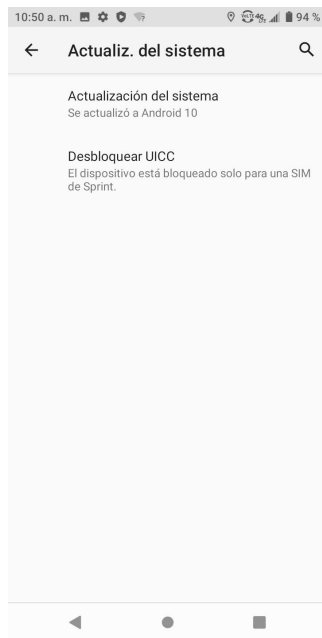 10:50 a. m. 94 %
Actualiz. del sistema
Actualización del sistema
Se actualizó a Android 10
Desbloquear UICC
El dispositivo está bloqueado solo para una SIM
de Sprint.